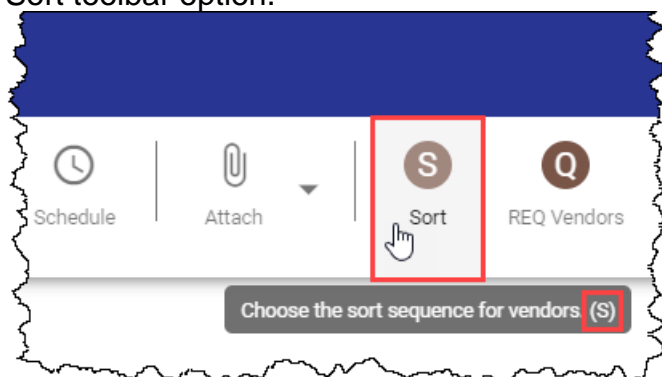 Sort toolbar option.
S
Q
Schedule
Attach
Sort
REQ Vendors
Choose the sort sequence for vendors. (S)